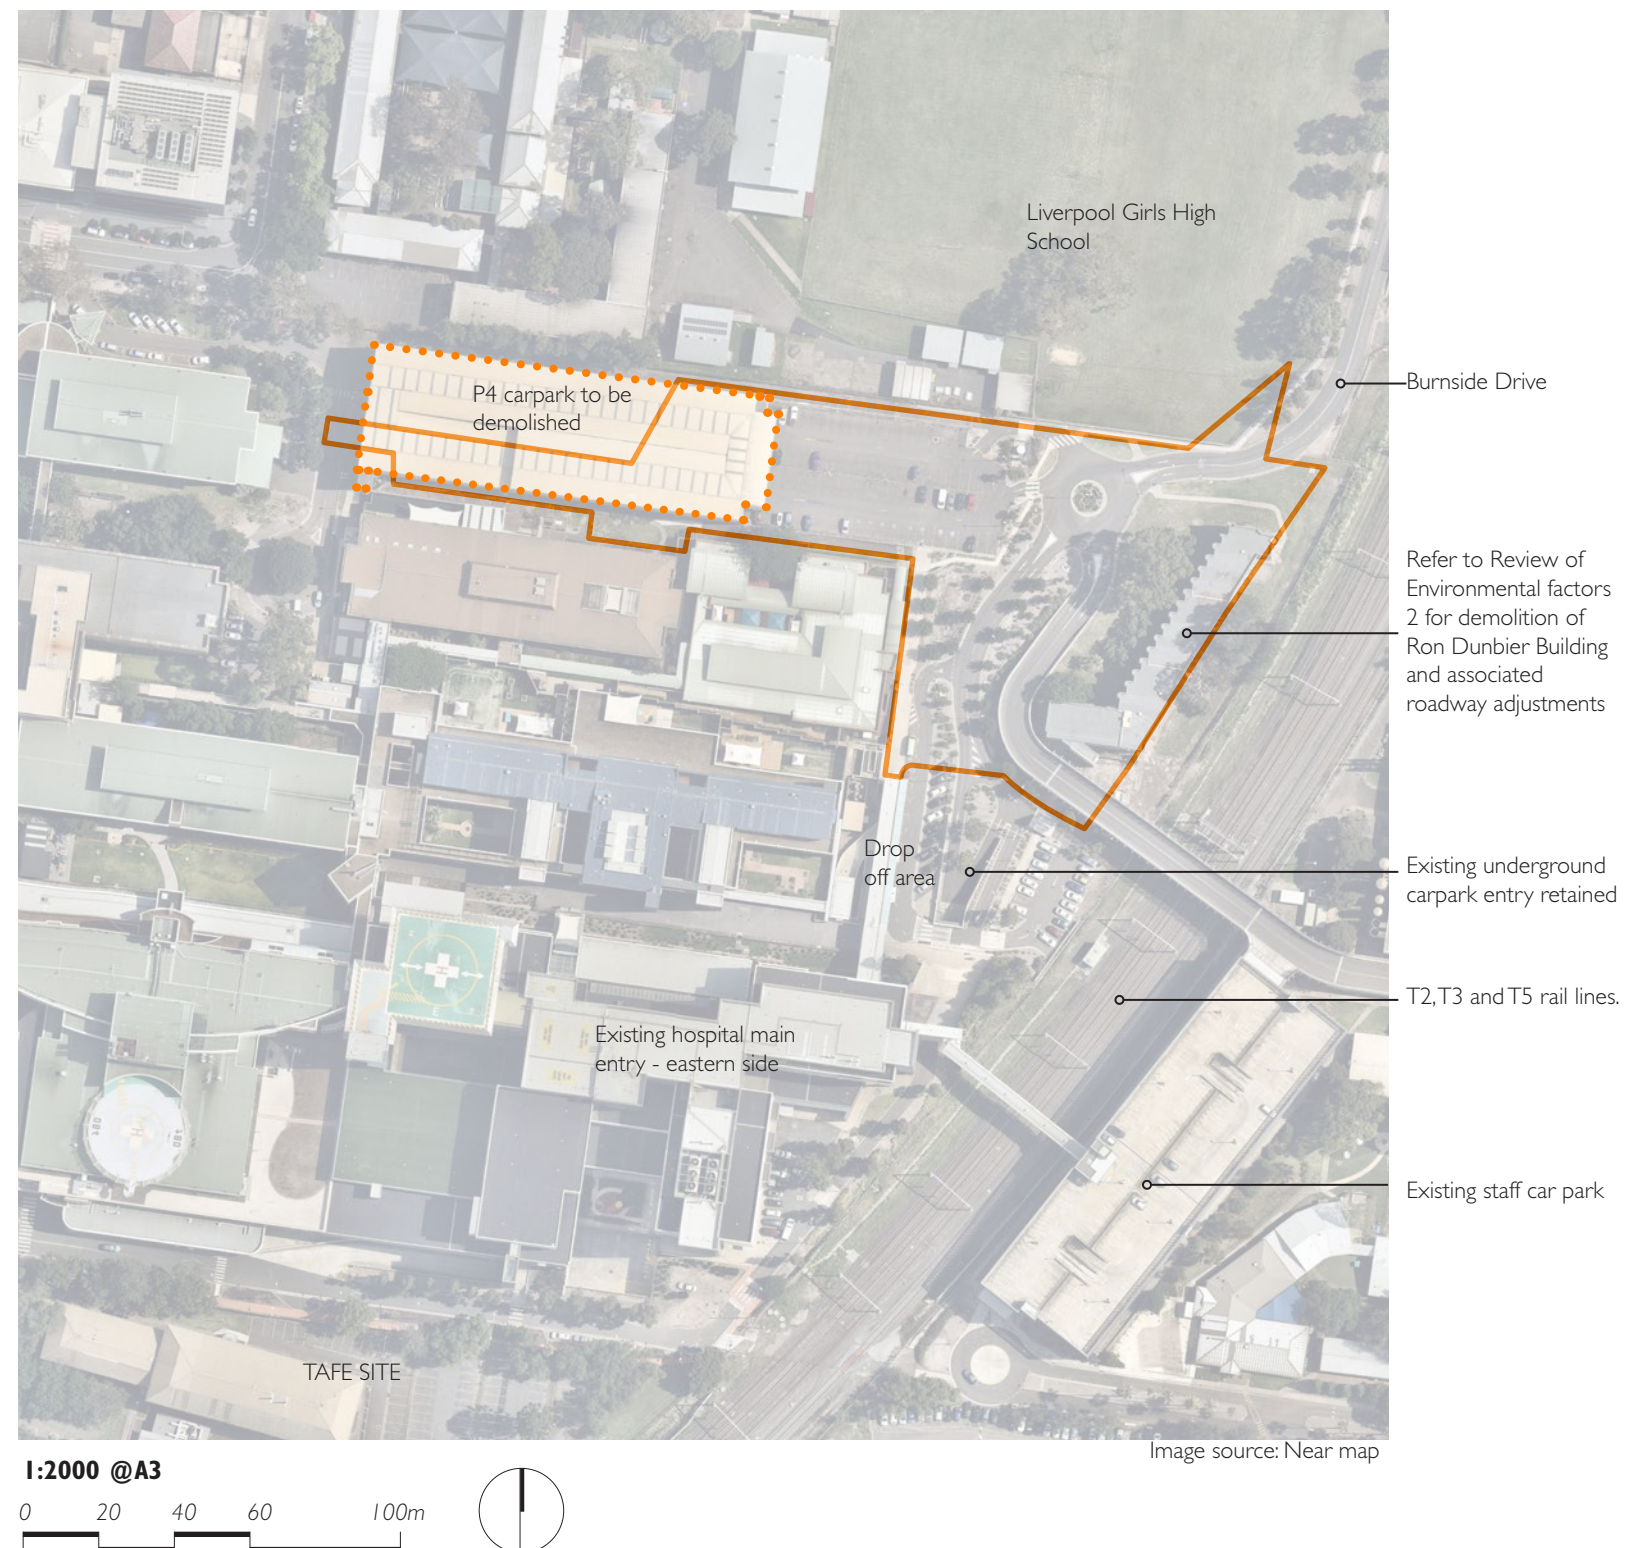 Liverpool Girls High
School
Burnside Drive
P4 carpark to be
demolished
Refer to Review of
Environmental factors
2 for demolition of
Ron Dunbier Building
and associated
roadway adjustments
Drop
off area
Existing underground
carpark entry retained
T2, T3 and T5 rail lines.
Existing hospital main
entry - eastern side
Existing staff car park
TAFE SITE
Image source: Near map
1:2000 @A3
0 20 40 60 100m